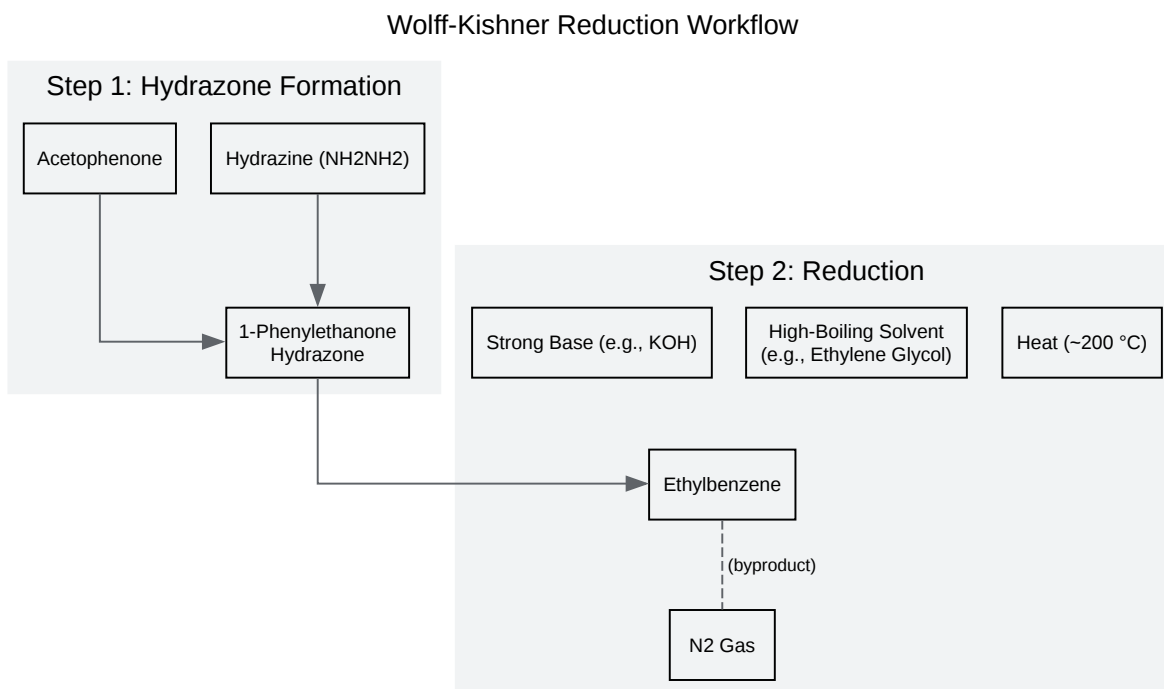 Wolff-Kishner Reduction Workflow
Step 1: Hydrazone Formation
Acetophenone
Hydrazine (NH2NH2)
1-Phenylethanone
Hydrazone
Step 2: Reduction
Strong Base (e.g., KOH)
High-Boiling Solvent
(e.g., Ethylene Glycol)
Heat (~200 °C)
Ethylbenzene
(byproduct)
N2 Gas